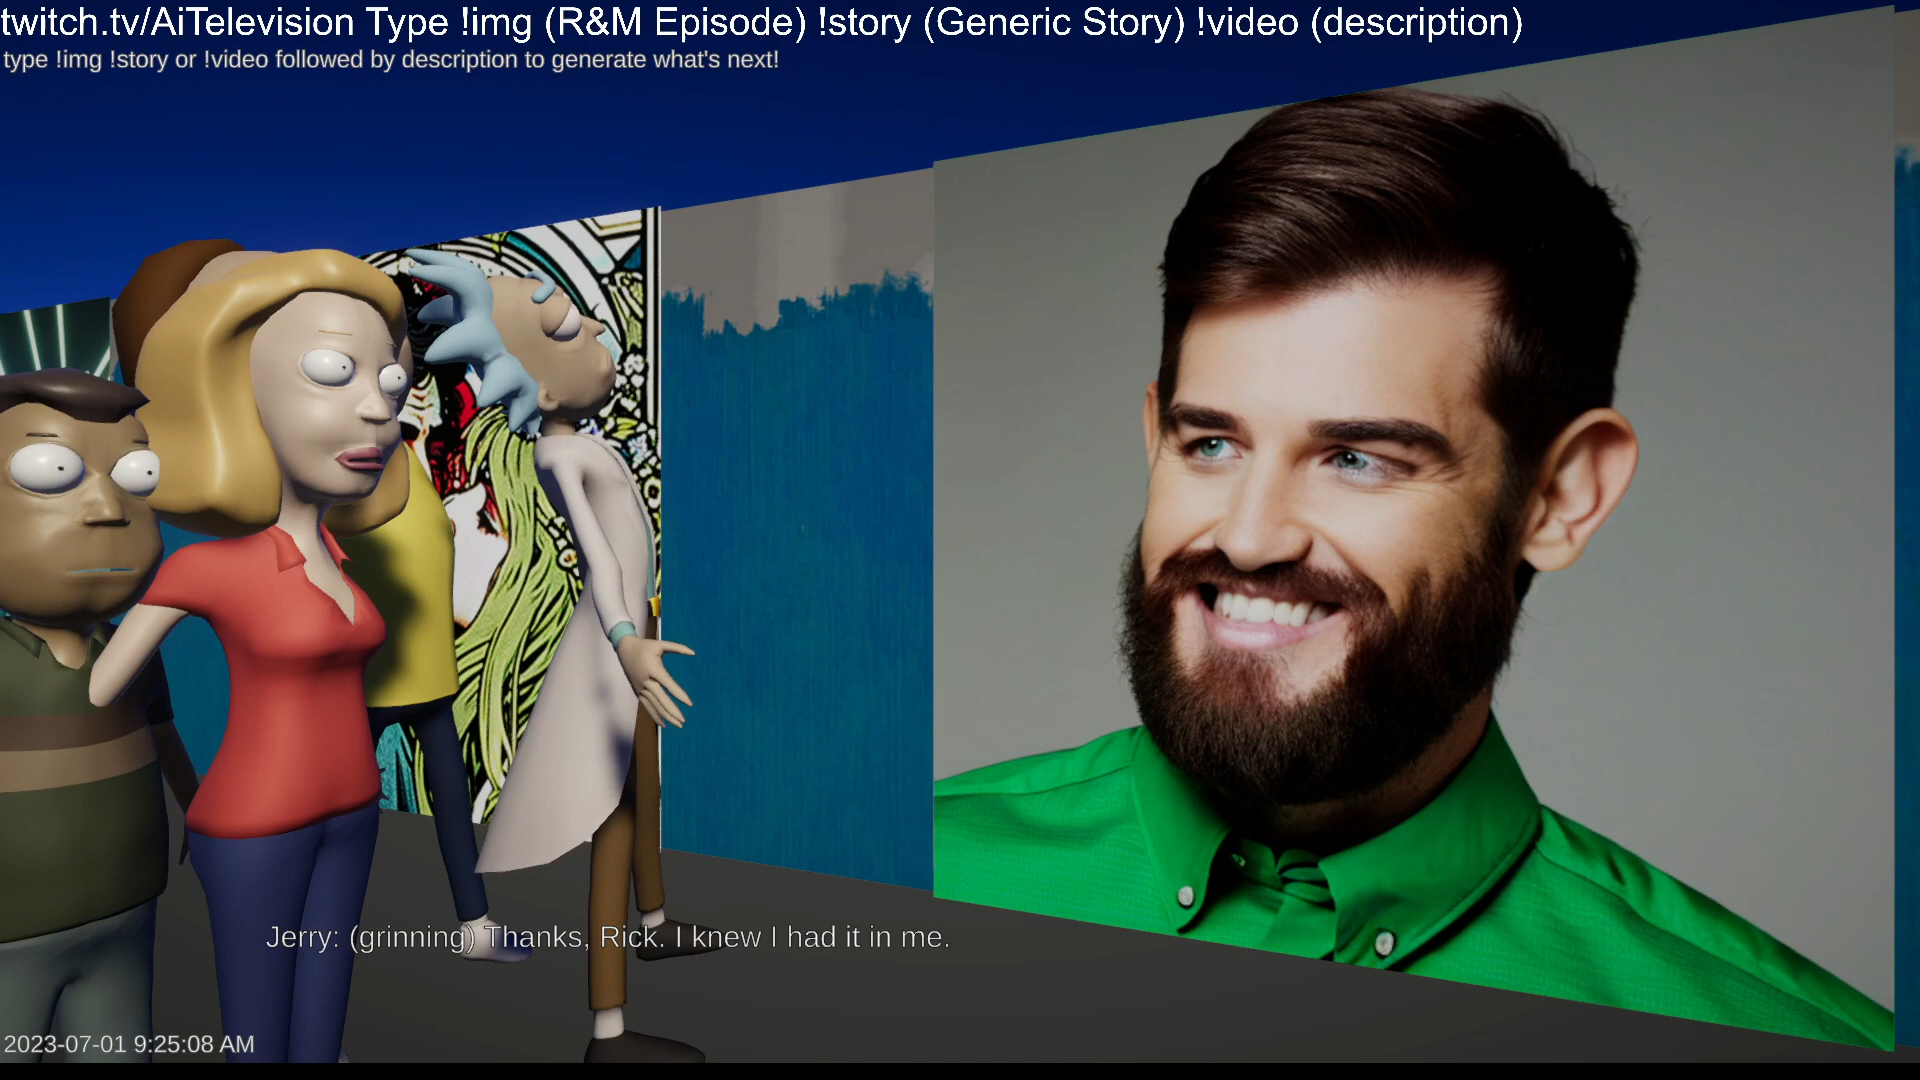 twitch.tv/AiTelevision Type !img (R&M Episode) !story (Generic Story) !video (description)
type !img !story or !video followed by description to generate what's next!
Jerry: (grinning) Thanks, Rick. I knew I had it in me.
2023-07-01 9:25:08 AM